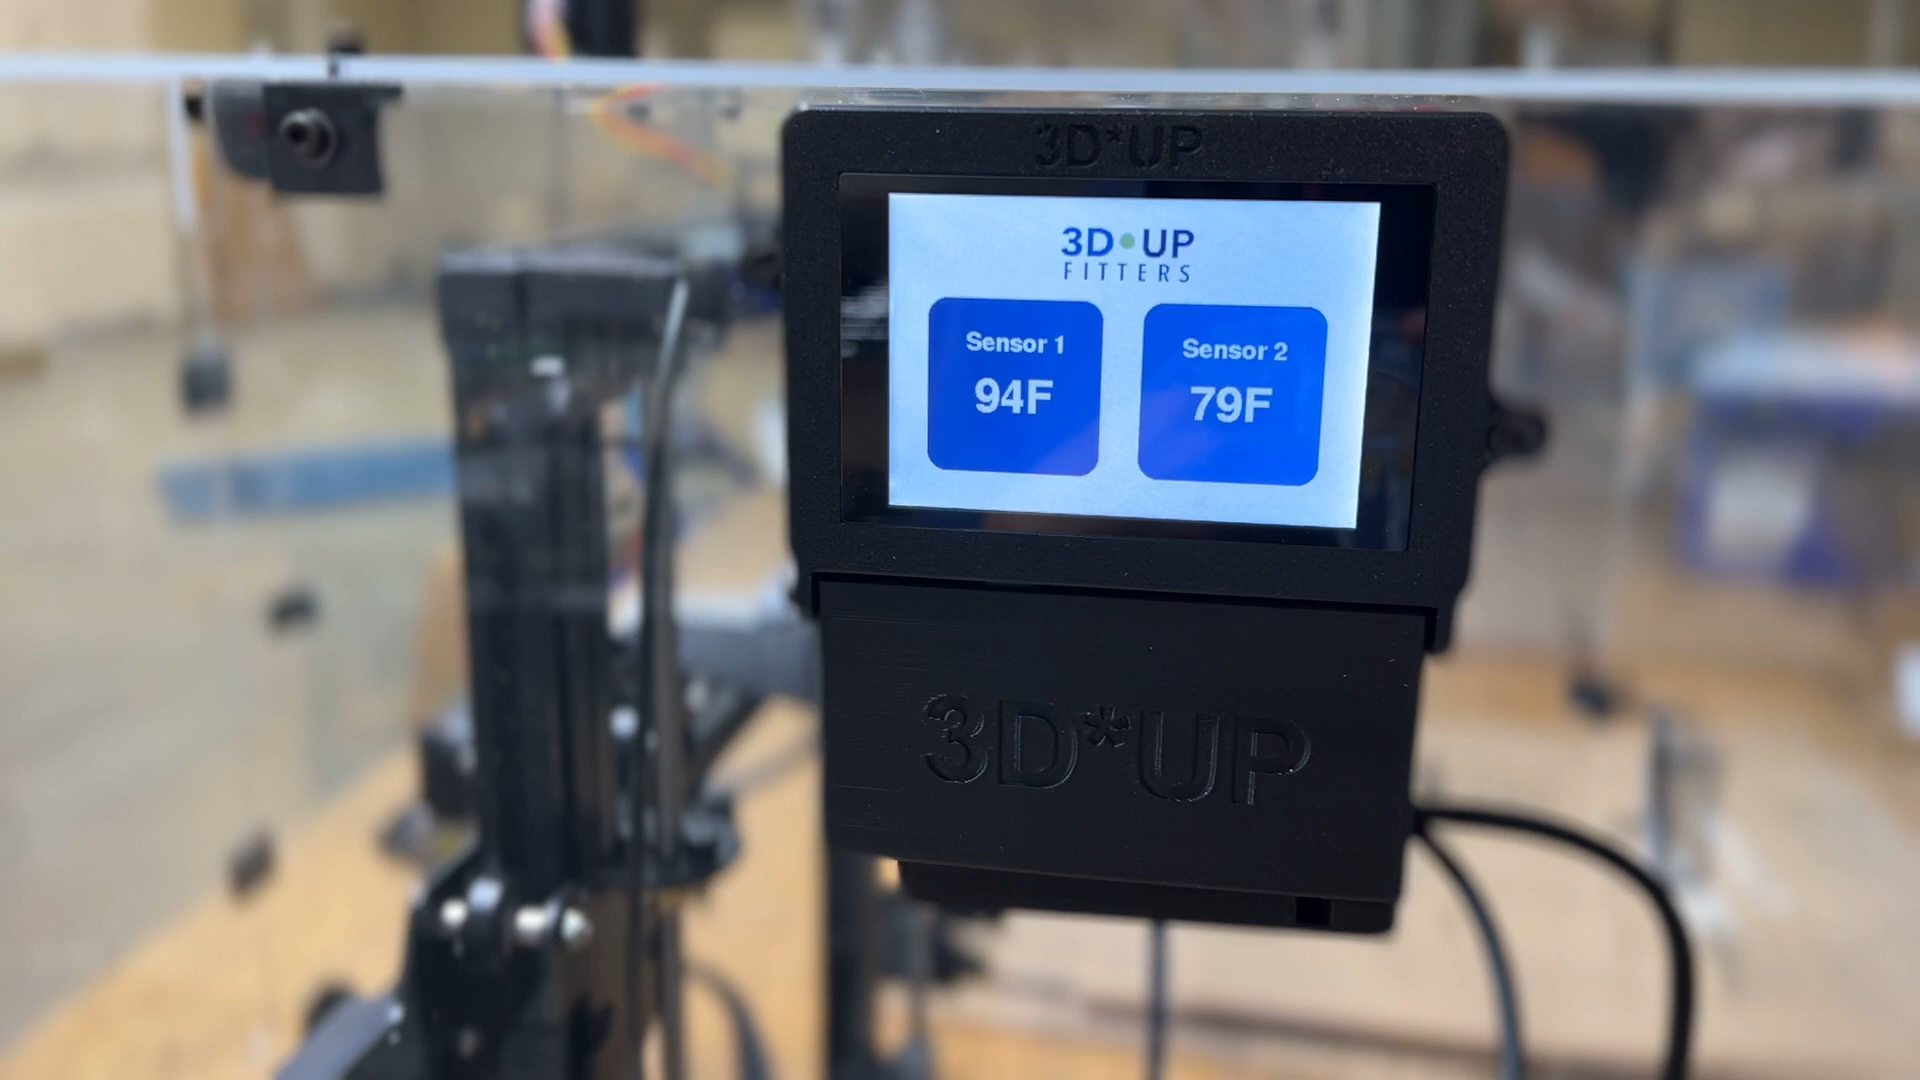 3D*UP
3D•UP
FITTERS
Sensor 1
94F
Sensor 2
79F
3D*UP